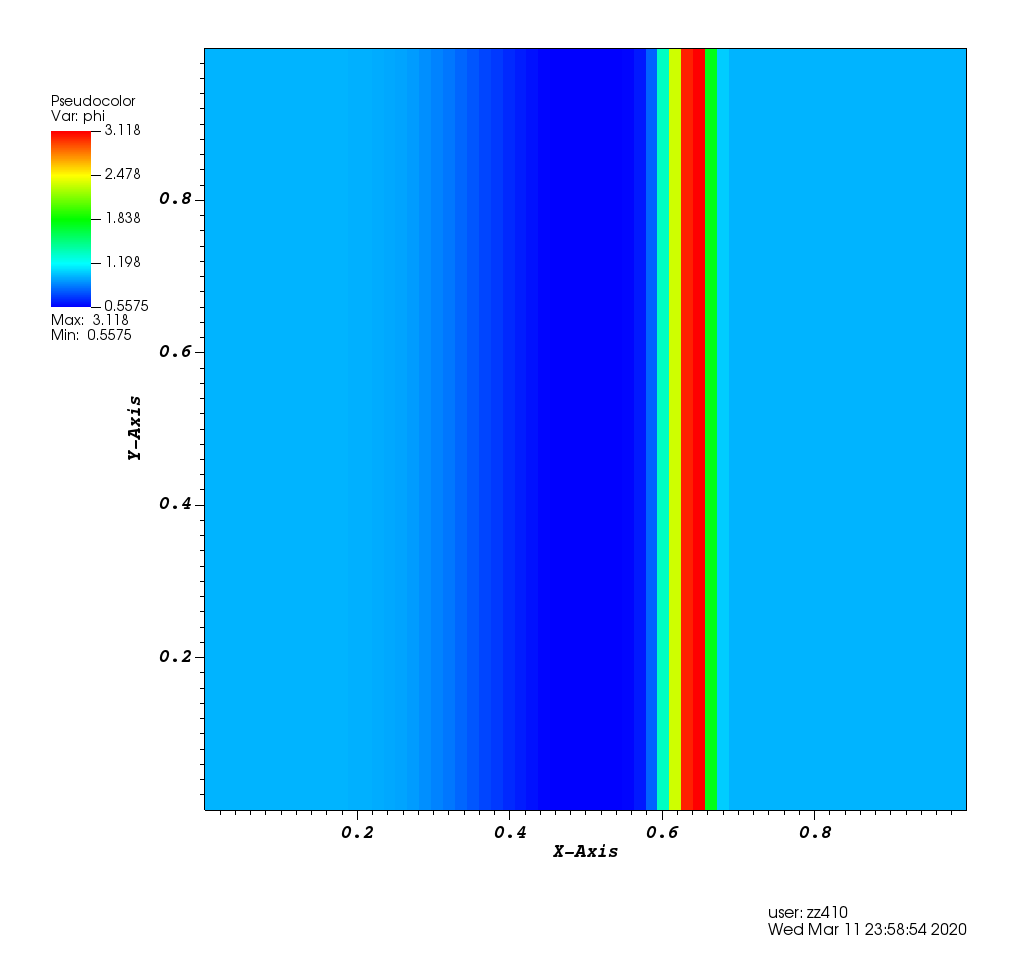 Pseudocolor
Var: phi
3.118
2.478
1.838
1.198
0.5575
Max: 3.118
Min: 0.5575
0.8
0.6
0.4
0.2
Y-Axis
0.2 0.4 0.6 0.8
X-Axis
user: zz410
Wed Mar 11 23:58:54 2020